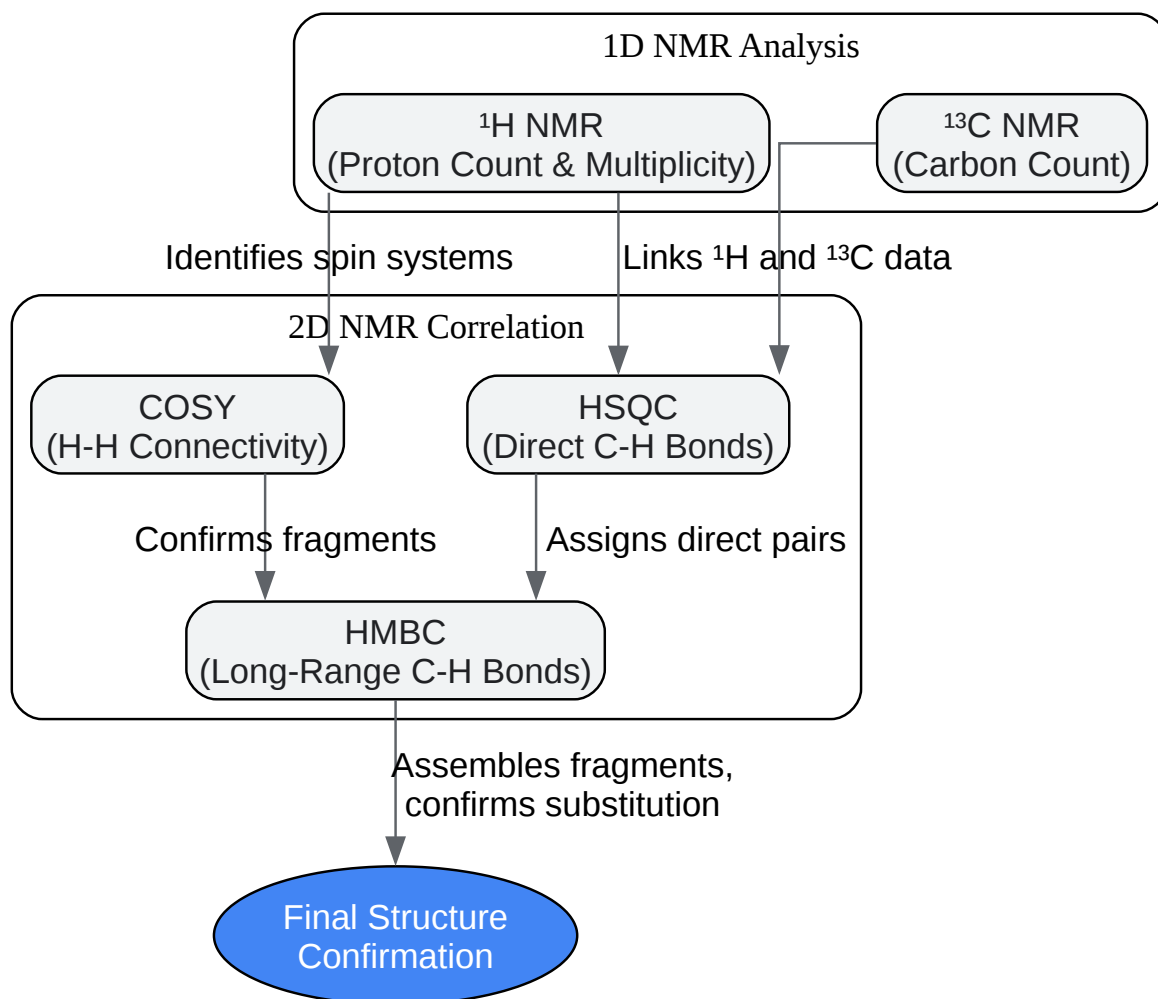 1D NMR Analysis
¹H NMR
(Proton Count & Multiplicity)
¹³C NMR
(Carbon Count)
Identifies spin systems
Links ¹H and ¹³C data
2D NMR Correlation
COSY
(H-H Connectivity)
HSQC
(Direct C-H Bonds)
Confirms fragments
Assigns direct pairs
HMBC
(Long-Range C-H Bonds)
Assembles fragments,
confirms substitution
Final Structure
Confirmation